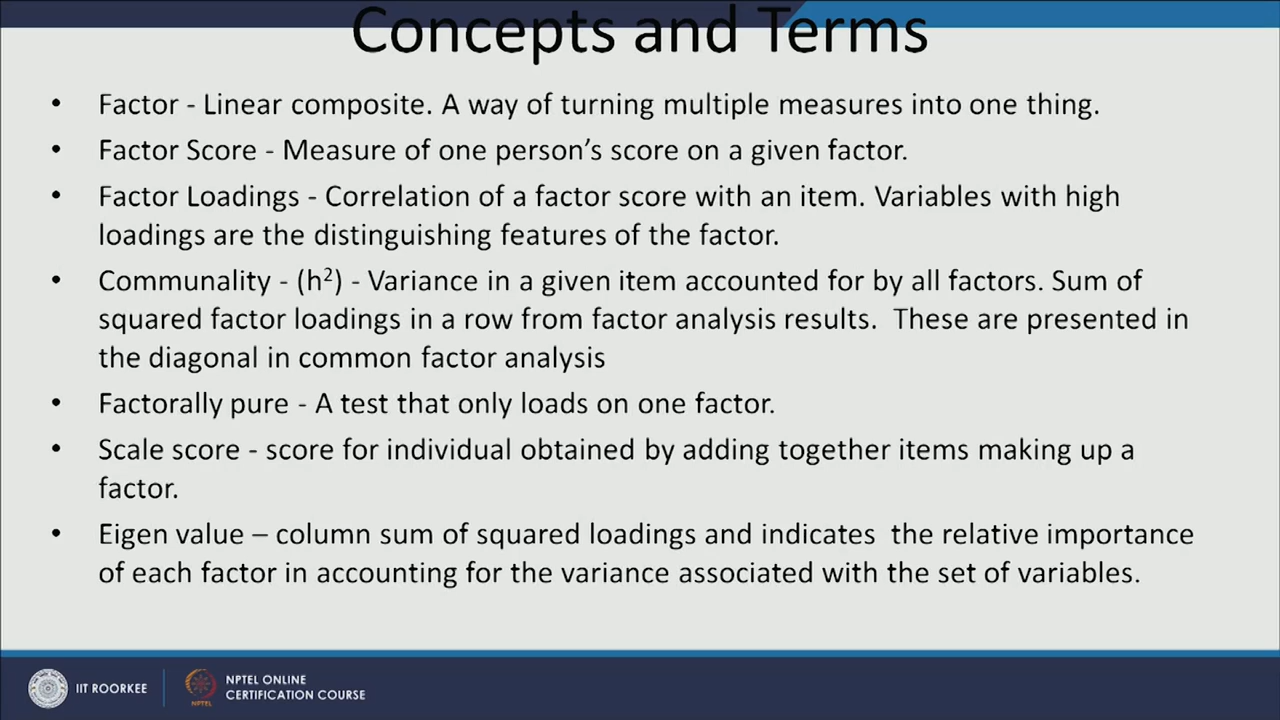 Concepts and Terms
• Factor - Linear composite. A way of turning multiple measures into one thing.
• Factor Score - Measure of one person’s score on a given factor.
• Factor Loadings - Correlation of a factor score with an item. Variables with high
loadings are the distinguishing features of the factor.
• Communality - (h²) - Variance in a given item accounted for by all factors. Sum of
squared factor loadings in a row from factor analysis results.  These are presented in
the diagonal in common factor analysis
• Factorally pure - A test that only loads on one factor.
• Scale score - score for individual obtained by adding together items making up a
factor.
• Eigen value – column sum of squared loadings and indicates  the relative importance
of each factor in accounting for the variance associated with the set of variables.
IIT ROORKEE
NPTEL
NPTEL ONLINE
CERTIFICATION COURSE